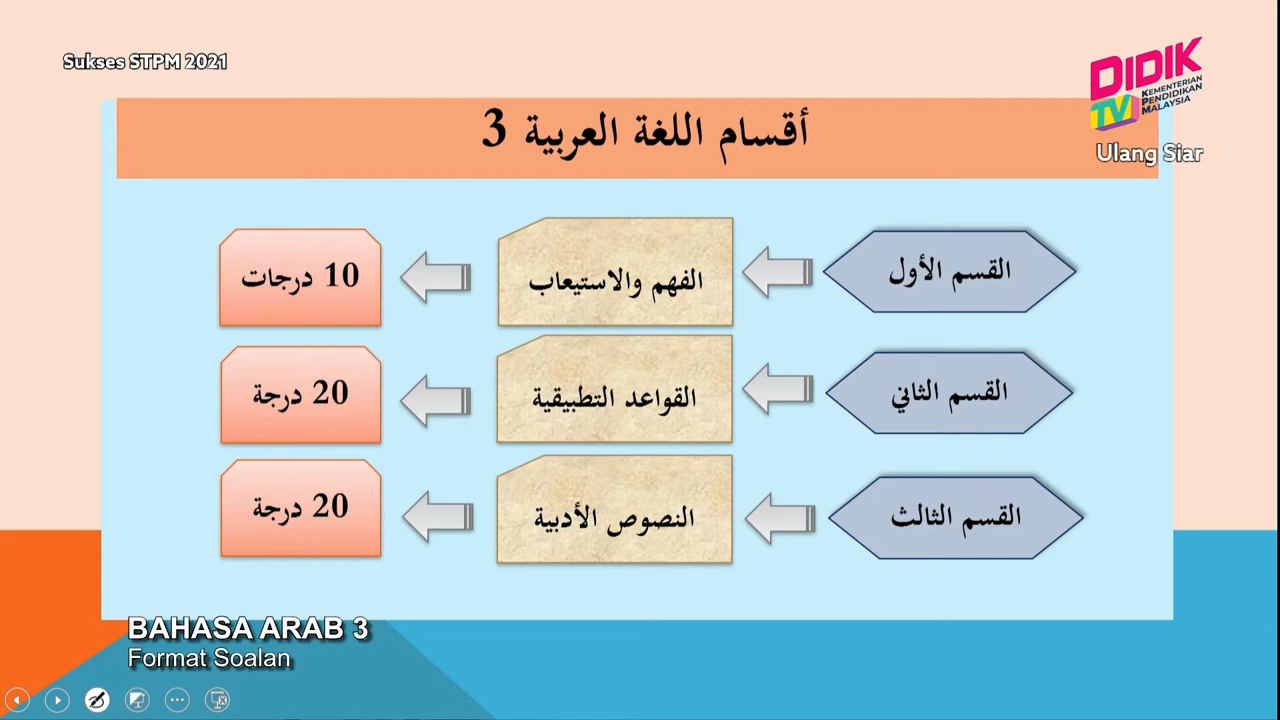 Sukses STPM 2021
DIDIK
TV
KEMENTERIAN
PENDIDIKAN
MALAYSIA
Ulang Siar
أقسام اللغة العربية 3
القسم الأول
الفهم والاستيعاب
10 درجات
القسم الثاني
القواعد التطبيقية
20 درجة
القسم الثالث
النصوص الأدبية
20 درجة
BAHASA ARAB 3
Format Soalan